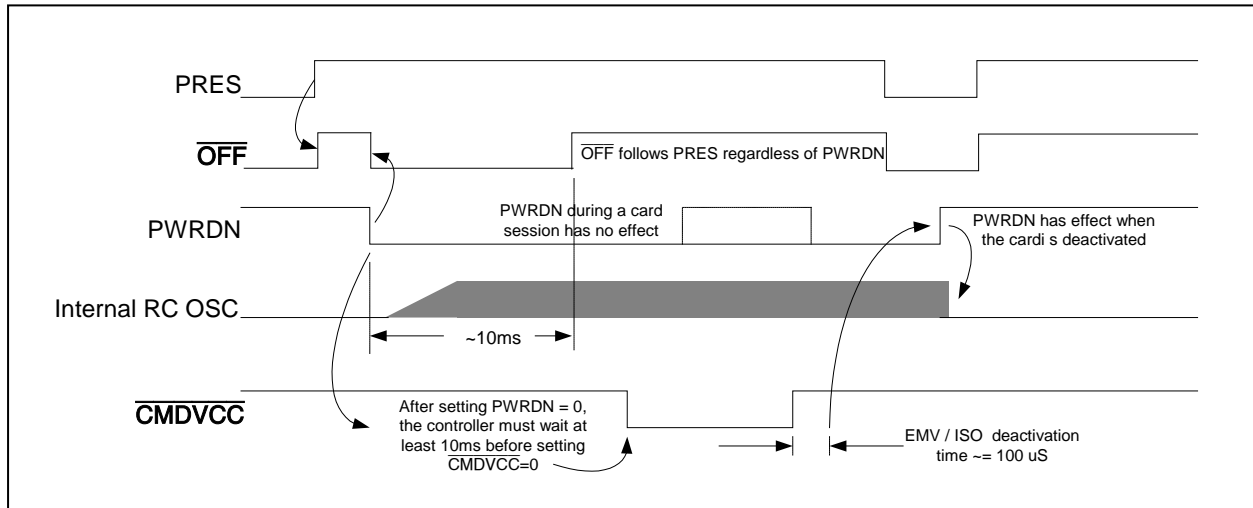 PRES
OFF
OFF follows PRES regardless of PWRDN
PWRDN
PWRDN during a card
session has no effect
PWRDN has effect when
the cardi s deactivated
Internal RC OSC
~10ms
CMDVCC
After setting PWRDN = 0,
the controller must wait at
least 10ms before setting
CMDVCC=0
EMV / ISO deactivation
time ~= 100 uS